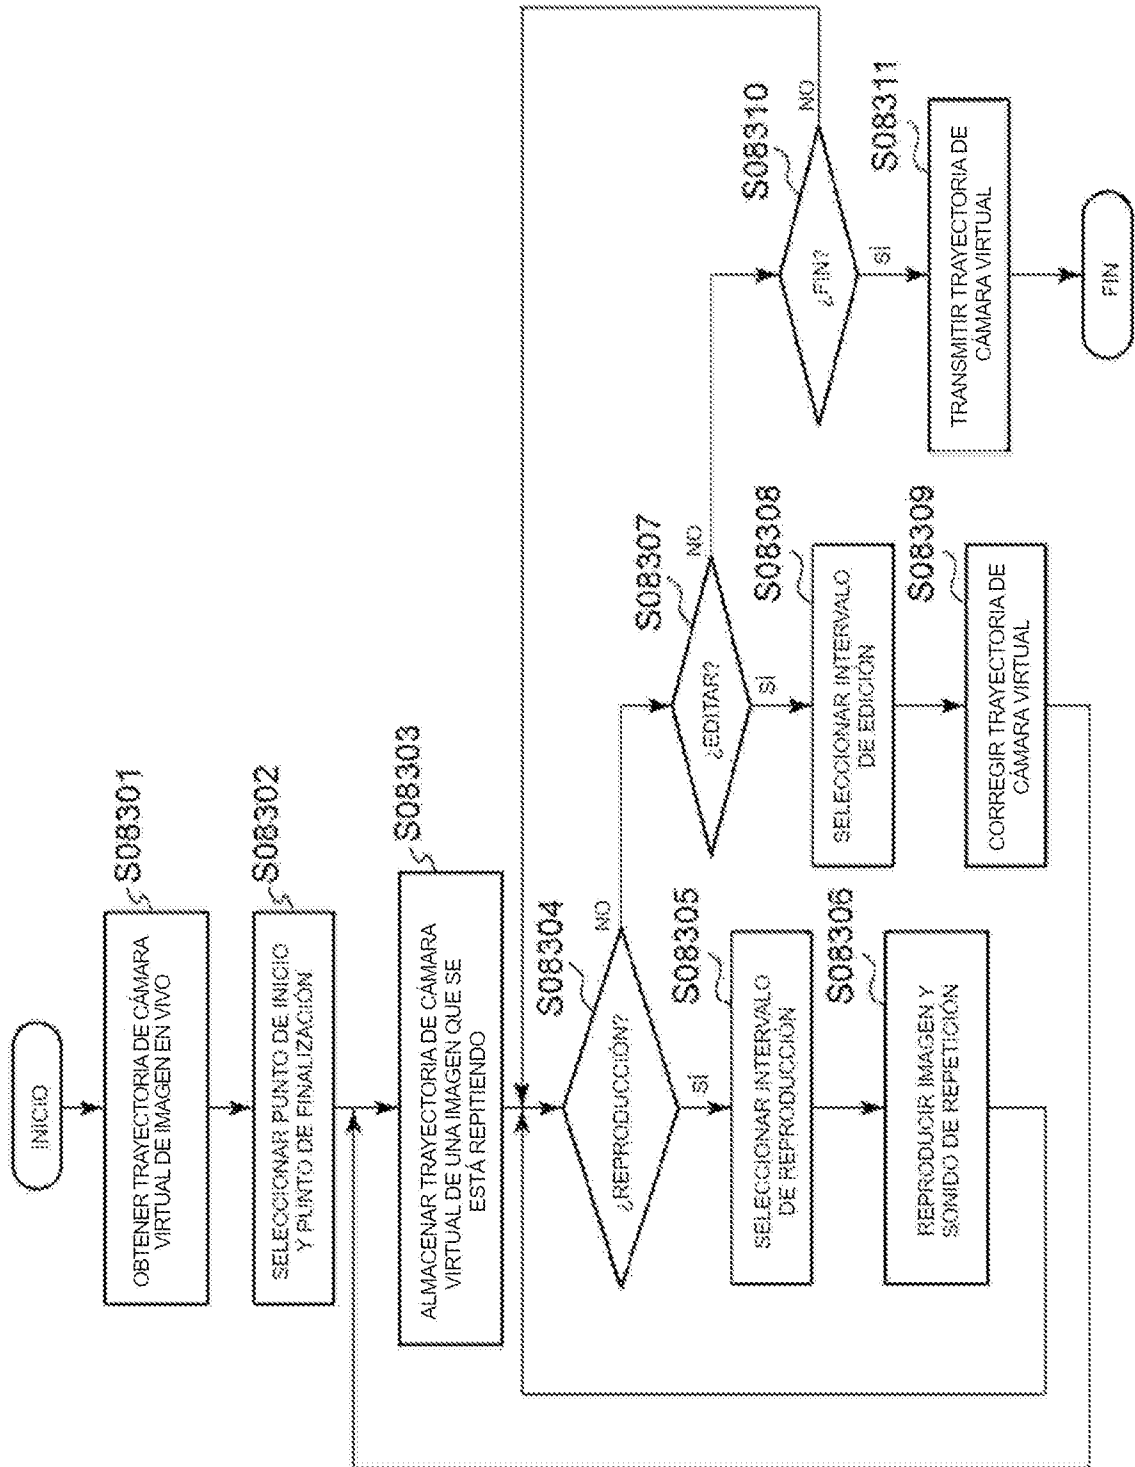 INICIO
S08301
OBTENER TRAYECTORIA DE CÁMARA
VIRTUAL DE IMAGEN EN VIVO
S08302
SELECCIONAR PUNTO DE INICIO
Y PUNTO DE FINALIZACIÓN
S08303
ALMACENAR TRAYECTORIA DE CÁMARA
VIRTUAL DE UNA IMAGEN QUE SE
ESTÁ REPITIENDO
S08304
¿REPRODUCCIÓN?
NO
SÍ
S08305
SELECCIONAR INTERVALO
DE REPRODUCCIÓN
S08306
REPRODUCIR IMAGEN Y
SONIDO DE REPETICIÓN
S08307
¿EDITAR?
NO
SÍ
S08308
SELECCIONAR INTERVALO
DE EDICIÓN
S08309
CORREGIR TRAYECTORIA DE
CÁMARA VIRTUAL
S08310
¿FIN?
NO
SÍ
S08311
TRANSMITIR TRAYECTORIA DE
CÁMARA VIRTUAL
FIN